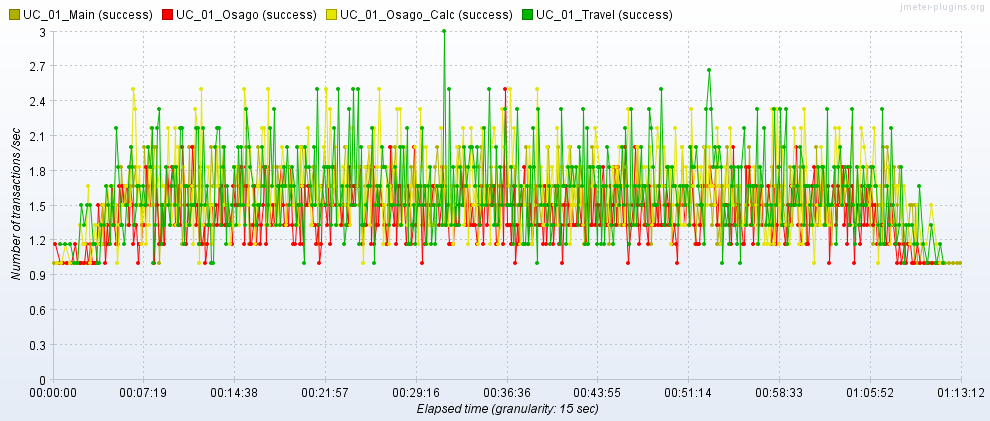 UC_01_Main (success) UC_01_Osago (success) UC_01_Osago_Calc (success) UC_01_Travel (success)
jmeter-plugins.org
Number of transactions /sec
3
2.7
2.4
2.1
1.8
1.5
1.2
0.9
0.6
0.3
0
00:00:00 00:07:19 00:14:38 00:21:57 00:29:16 00:36:36 00:43:55 00:51:14 00:58:33 01:05:52 01:13:12
Elapsed time (granularity: 15 sec)